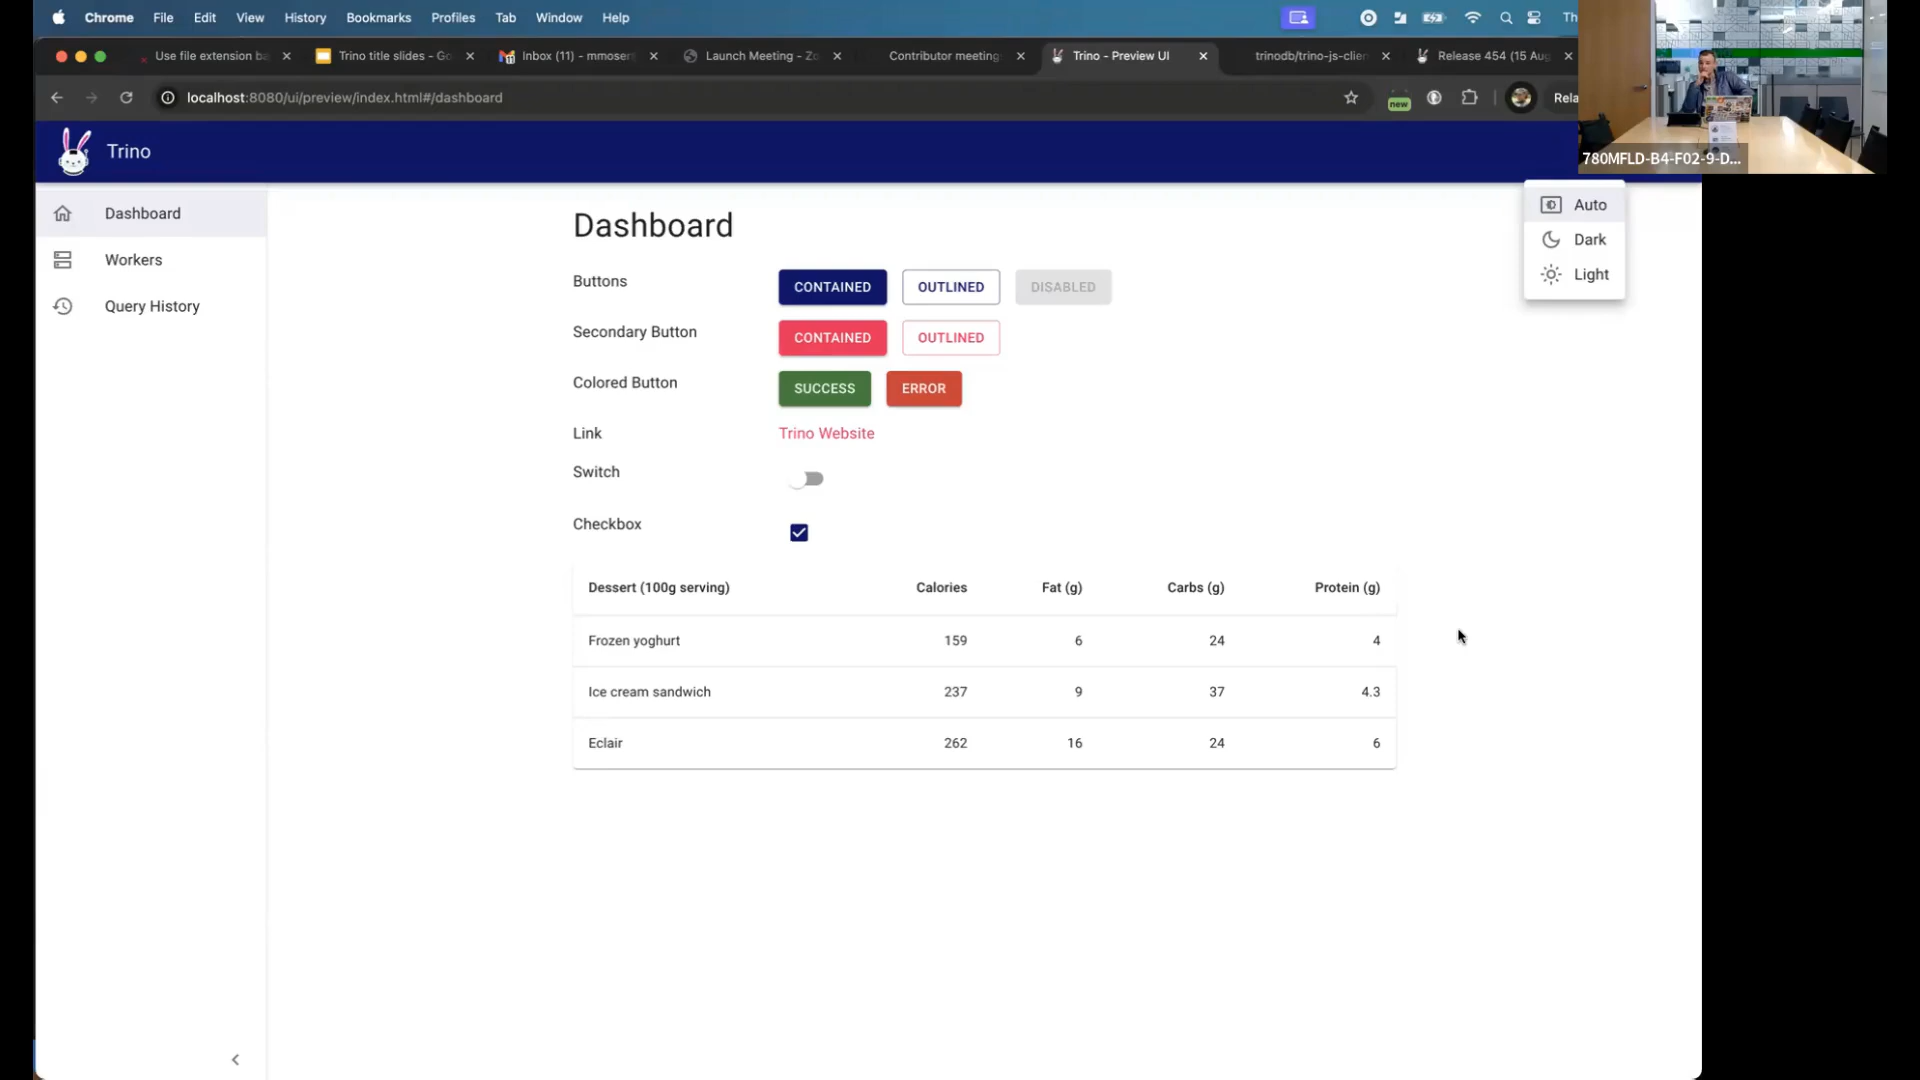 Chrome File Edit View History Bookmarks Profiles Tab Window Help Th
Use file extension ba Trino title slides - Go Inbox (11) - mmoser Launch Meeting - Zo Contributor meeting Trino - Preview UI trinodb/trino-js-clien Release 454 (15 Aug
localhost:8080/ui/preview/index.html#/dashboard new Rela
780MFLD-B4-F02-9-D...
Trino
Dashboard
Workers
Query History
Auto
Dark
Light
Dashboard
Buttons CONTAINED OUTLINED DISABLED
Secondary Button CONTAINED OUTLINED
Colored Button SUCCESS ERROR
Link Trino Website
Switch
Checkbox
Dessert (100g serving) Calories Fat (g) Carbs (g) Protein (g)
Frozen yoghurt 159 6 24 4
Ice cream sandwich 237 9 37 4.3
Eclair 262 16 24 6